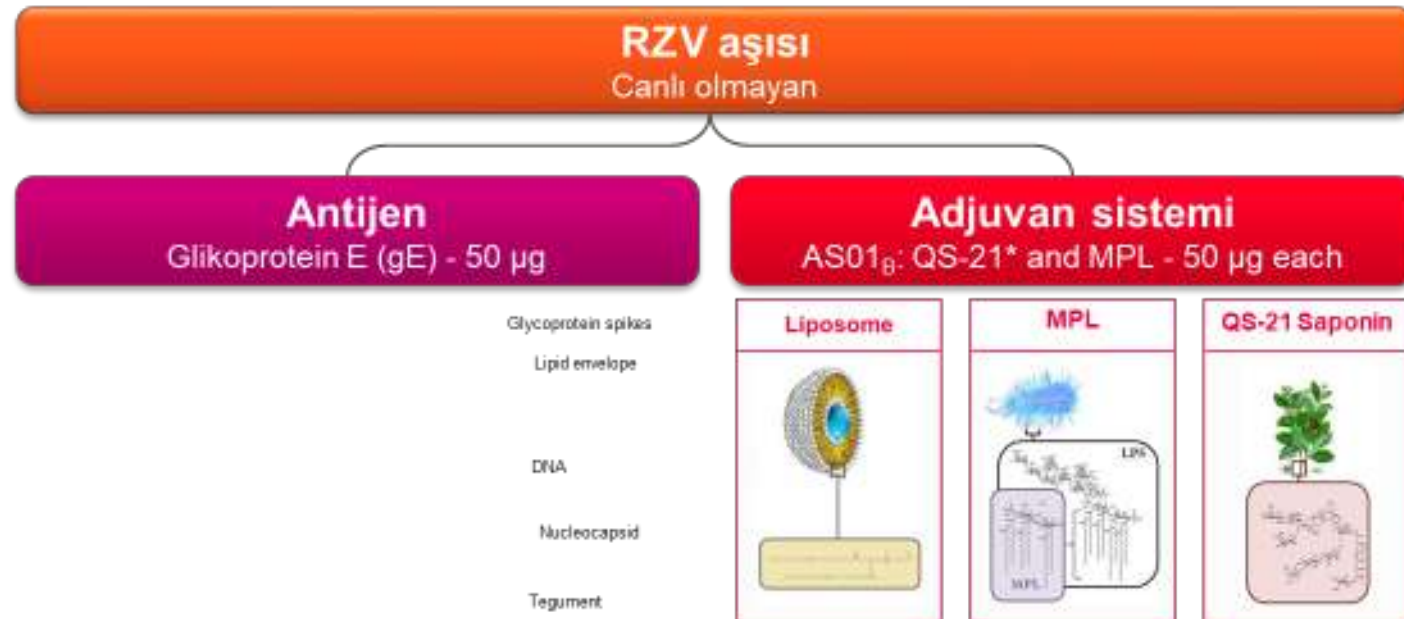 RZV aşısı
Canlı olmayan
Antijen
Glikoprotein E (gE) - 50 µg
Adjuvan sistemi
AS01B: QS-21* and MPL - 50 µg each
Glycoprotein spikes
Lipid envelope
DNA
Nucleocapsid
Tegument
Liposome
MPL
QS-21 Saponin
LPS
MPL